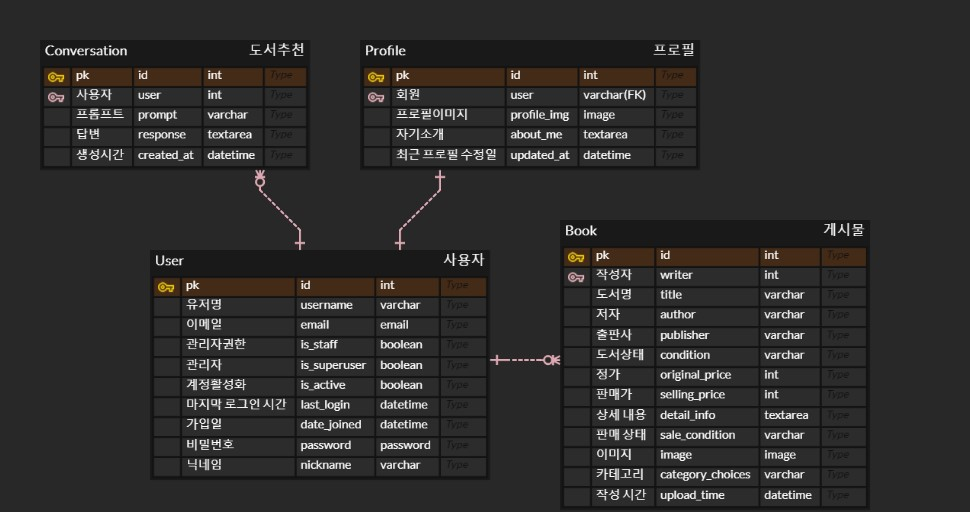 Conversation 도서추천
pk id int Type
사용자 user int Type
프롬프트 prompt varchar Type
답변 response textarea Type
생성시간 created_at datetime Type
Profile 프로필
pk id int Type
회원 user varchar(FK) Type
프로필이미지 profile_img image Type
자기소개 about_me textarea Type
최근 프로필 수정일 updated_at datetime Type
User 사용자
pk id int Type
유저명 username varchar Type
이메일 email email Type
관리자권한 is_staff boolean Type
관리자 is_superuser boolean Type
계정활성화 is_active boolean Type
마지막 로그인 시간 last_login datetime Type
가입일 date_joined datetime Type
비밀번호 password password Type
닉네임 nickname varchar Type
Book 게시물
pk id int Type
작성자 writer int Type
도서명 title varchar Type
저자 author varchar Type
출판사 publisher varchar Type
도서상태 condition varchar Type
정가 original_price int Type
판매가 selling_price int Type
상세 내용 detail_info textarea Type
판매 상태 sale_condition varchar Type
이미지 image image Type
카테고리 category_choices varchar Type
작성 시간 upload_time datetime Type